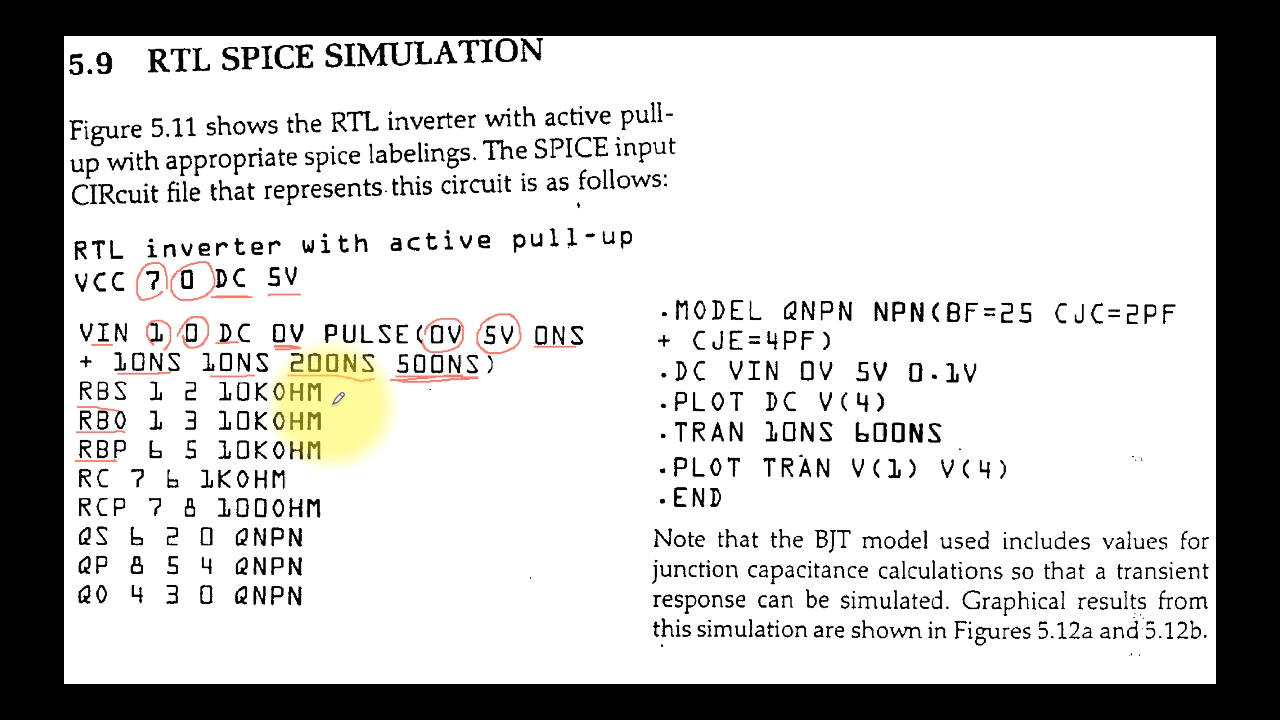 5.9 RTL SPICE SIMULATION
Figure 5.11 shows the RTL inverter with active pull-
up with appropriate spice labelings. The SPICE input
CIRcuit file that represents this circuit is as follows:
RTL inverter with active pull-up
VCC 7 0 DC 5V
VIN 1 0 DC 0V PULSE(0V 5V 0NS
+ 10NS 10NS 200NS 500NS)
RBS 1 2 10KOHM
RBO 1 3 10KOHM
RBP 6 5 10KOHM
RC 7 6 1KOHM
RCP 7 8 100OHM
QS 6 2 0 QNPN
QP 8 5 4 QNPN
QO 4 3 0 QNPN
.MODEL QNPN NPN(BF=25 CJC=2PF
+ CJE=4PF)
.DC VIN 0V 5V 0.1V
.PLOT DC V(4)
.TRAN 10NS 600NS
.PLOT TRAN V(1) V(4)
.END
Note that the BJT model used includes values for
junction capacitance calculations so that a transient
response can be simulated. Graphical results from
this simulation are shown in Figures 5.12a and 5.12b.